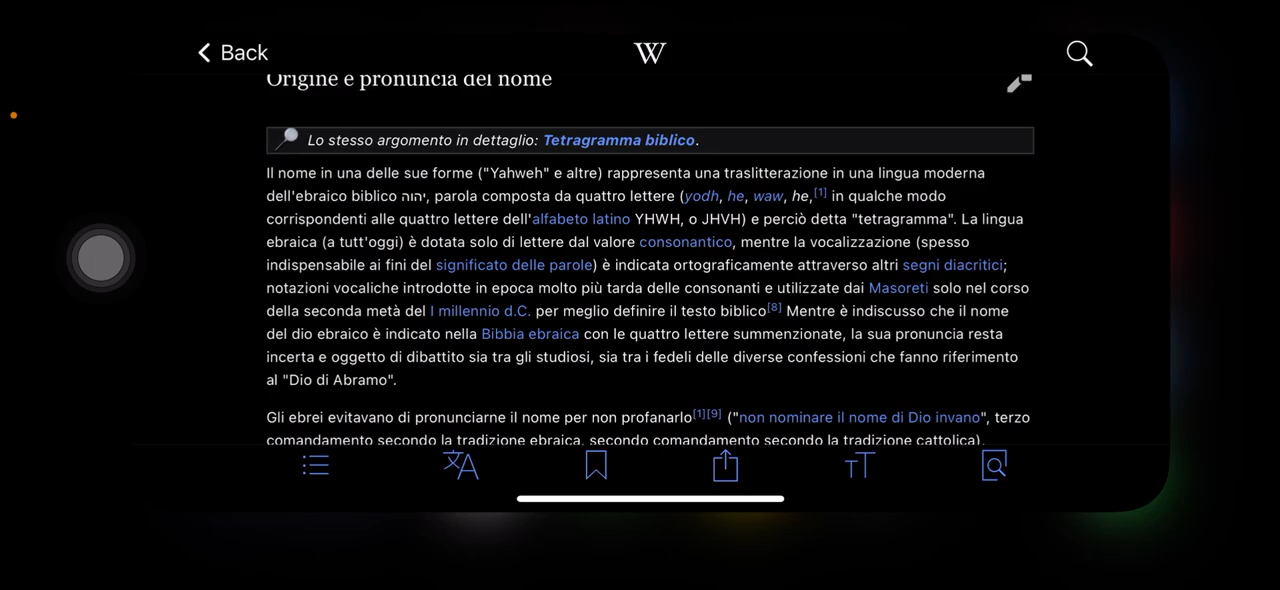 Back
W
Origine e pronuncia del nome
Lo stesso argomento in dettaglio: Tetragramma biblico.
Il nome in una delle sue forme ("Yahweh" e altre) rappresenta una traslitterazione in una lingua moderna
dell'ebraico biblico יהוה, parola composta da quattro lettere (yodh, he, waw, he,[1] in qualche modo
corrispondenti alle quattro lettere dell'alfabeto latino YHWH, o JHVH) e perciò detta "tetragramma". La lingua
ebraica (a tutt'oggi) è dotata solo di lettere dal valore consonantico, mentre la vocalizzazione (spesso
indispensabile ai fini del significato delle parole) è indicata ortograficamente attraverso altri segni diacritici;
notazioni vocaliche introdotte in epoca molto più tarda delle consonanti e utilizzate dai Masoreti solo nel corso
della seconda metà del I millennio d.C. per meglio definire il testo biblico[8] Mentre è indiscusso che il nome
del dio ebraico è indicato nella Bibbia ebraica con le quattro lettere summenzionate, la sua pronuncia resta
incerta e oggetto di dibattito sia tra gli studiosi, sia tra i fedeli delle diverse confessioni che fanno riferimento
al "Dio di Abramo".
Gli ebrei evitavano di pronunciarne il nome per non profanarlo[1][9] ("non nominare il nome di Dio invano", terzo
comandamento secondo la tradizione ebraica, secondo comandamento secondo la tradizione cattolica).